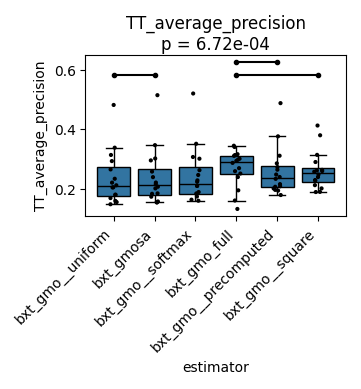 TT_average_precision
p = 6.72e-04
TT_average_precision
0.6
0.4
0.2
bxt_gmo__uniform
bxt_gmosa
bxt_gmo__softmax
bxt_gmo_full
bxt_gmo__precomputed
bxt_gmo__square
estimator